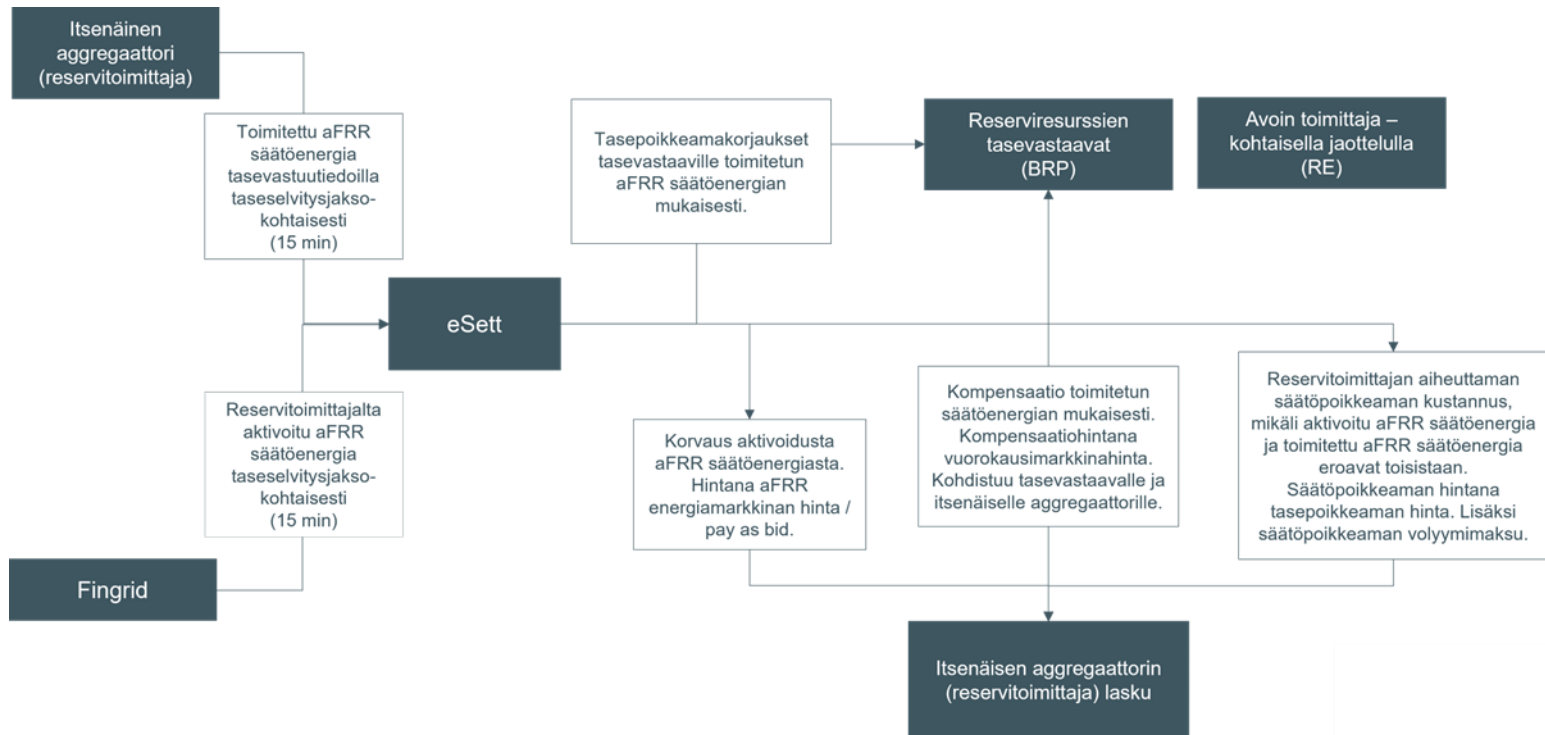 Itsenäinen
aggregaattori
(reservitoimittaja)
Toimitettu aFRR
säätöenergia
tasevastuutiedoilla
taseselvitysjakso-
kohtaisesti
(15 min)
Tasepoikkeamakorjaukset
tasevastaaville toimitetun
aFRR säätöenergian
mukaisesti.
Reserviresurssien
tasevastaavat
(BRP)
Avoin toimittaja –
kohtaisella jaottelulla
(RE)
eSett
Reservitoimittajalta
aktivoitu aFRR
säätöenergia
taseselvitysjakso-
kohtaisesti
(15 min)
Korvaus aktivoidusta
aFRR säätöenergiasta.
Hintana aFRR
energiamarkkinan hinta /
pay as bid.
Kompensaatio toimitetun
säätöenergian mukaisesti.
Kompensaatiohintana
vuorokausimarkkinahinta.
Kohdistuu tasevastaavalle ja
itsenäiselle aggregaattorille.
Reservitoimittajan aiheuttaman
säätöpoikkeaman kustannus,
mikäli aktivoitu aFRR säätöenergia
ja toimitettu aFRR säätöenergia
eroavat toisistaan.
Säätöpoikkeaman hintana
tasepoikkeaman hinta. Lisäksi
säätöpoikkeaman volyymimaksu.
Fingrid
Itsenäisen aggregaattorin
(reservitoimittaja) lasku